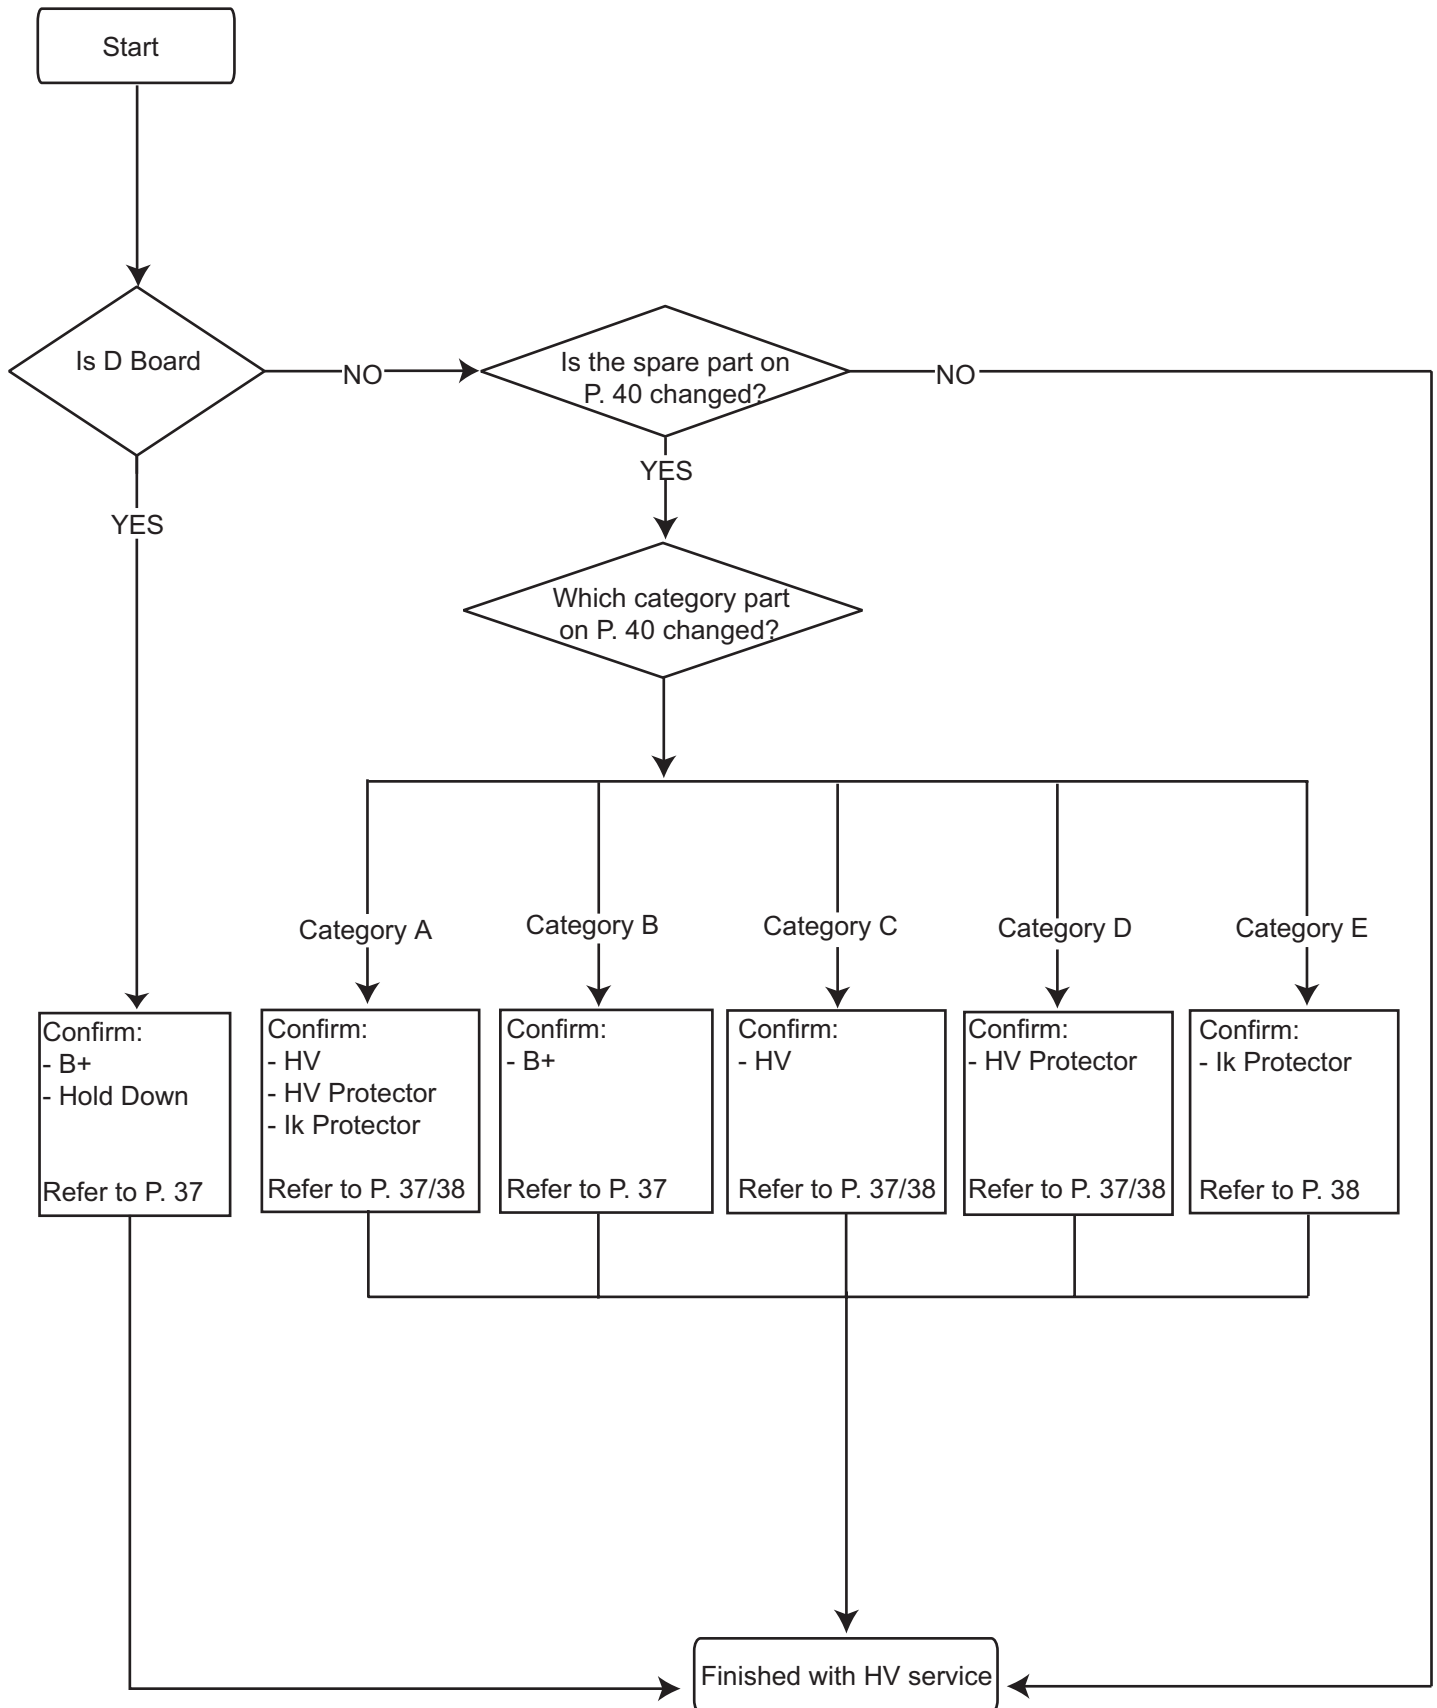 Start
Is D Board
NO
Is the spare part on
P. 40 changed?
NO
YES
YES
Which category part
on P. 40 changed?
Category A
Category B
Category C
Category D
Category E
Confirm:
- B+
- Hold Down
Refer to P. 37
Confirm:
- HV
- HV Protector
- Ik Protector
Refer to P. 37/38
Confirm:
- B+
Refer to P. 37
Confirm:
- HV
Refer to P. 37/38
Confirm:
- HV Protector
Refer to P. 37/38
Confirm:
- Ik Protector
Refer to P. 38
Finished with HV service